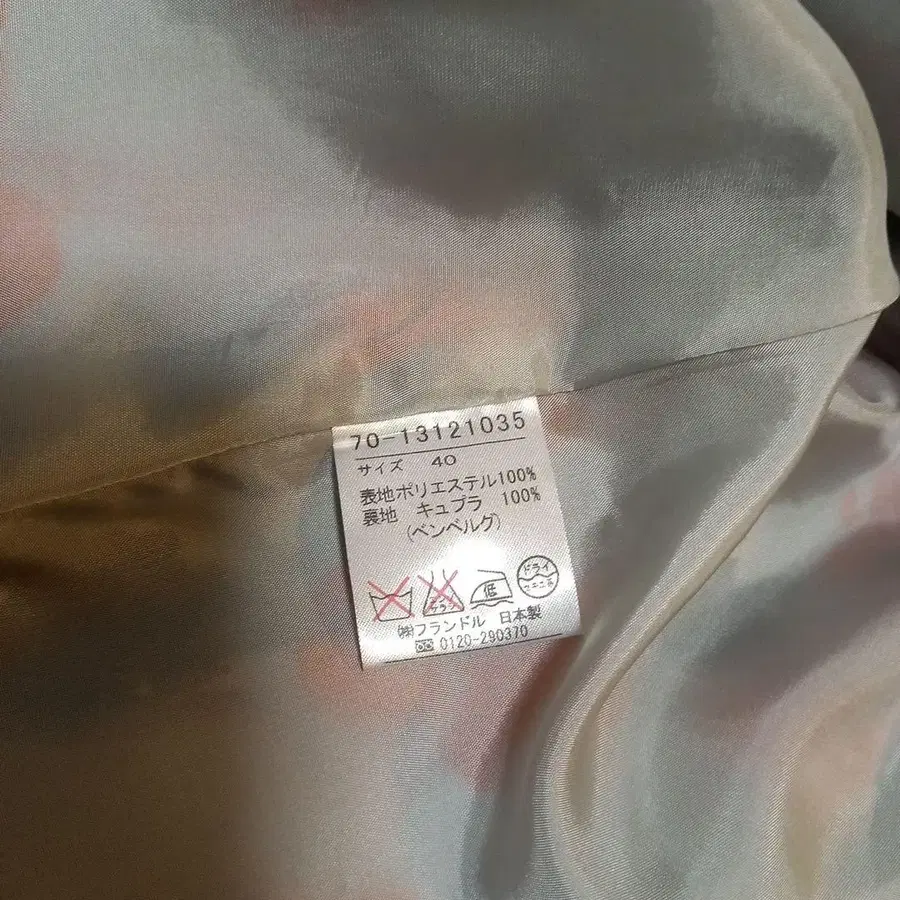 70-13121035
サイズ 40
表地ポリエステル100%
裏地 キュプラ 100%
(ベンベルグ)
低 ドライ
㈱フランドル 日本製
0120-290370